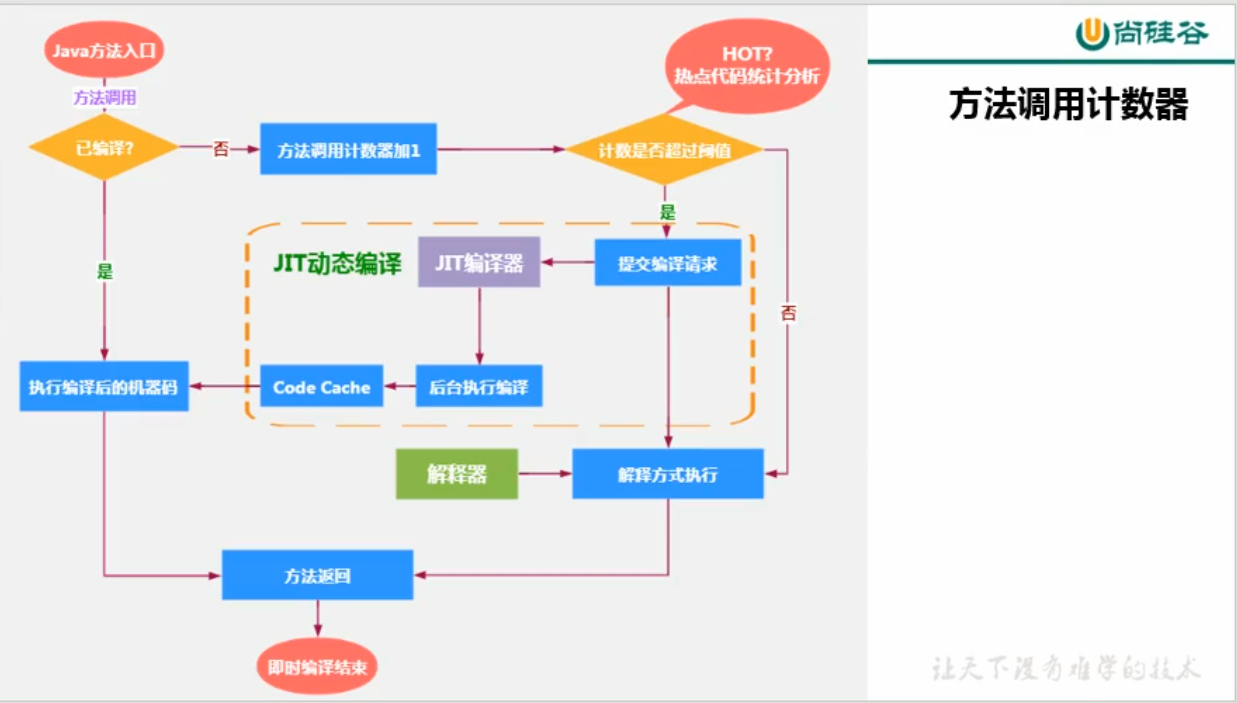 尚硅谷
方法调用计数器
Java方法入口
HOT?
热点代码统计分析
方法调用
已编译?
否
方法调用计数器加1
计数是否超过阈值
是
JIT动态编译
JIT编译器
提交编译请求
是
否
执行编译后的机器码
Code Cache
后台执行编译
解释器
解释方式执行
方法返回
即时编译结束
让天下没有难学的技术